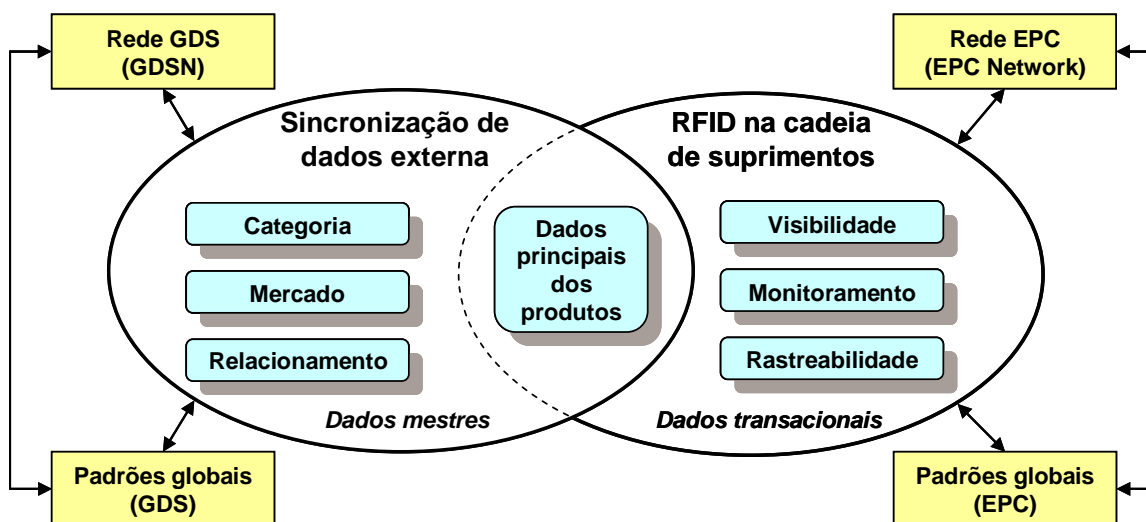 Rede GDS
(GDSN)
Rede EPC
(EPC Network)
Sincronização de
dados externa
RFID na cadeia
de suprimentos
Categoria
Mercado
Relacionamento
Dados
principais
dos
produtos
Visibilidade
Monitoramento
Rastreabilidade
Dados mestres
Dados transacionais
Padrões globais
(GDS)
Padrões globais
(EPC)